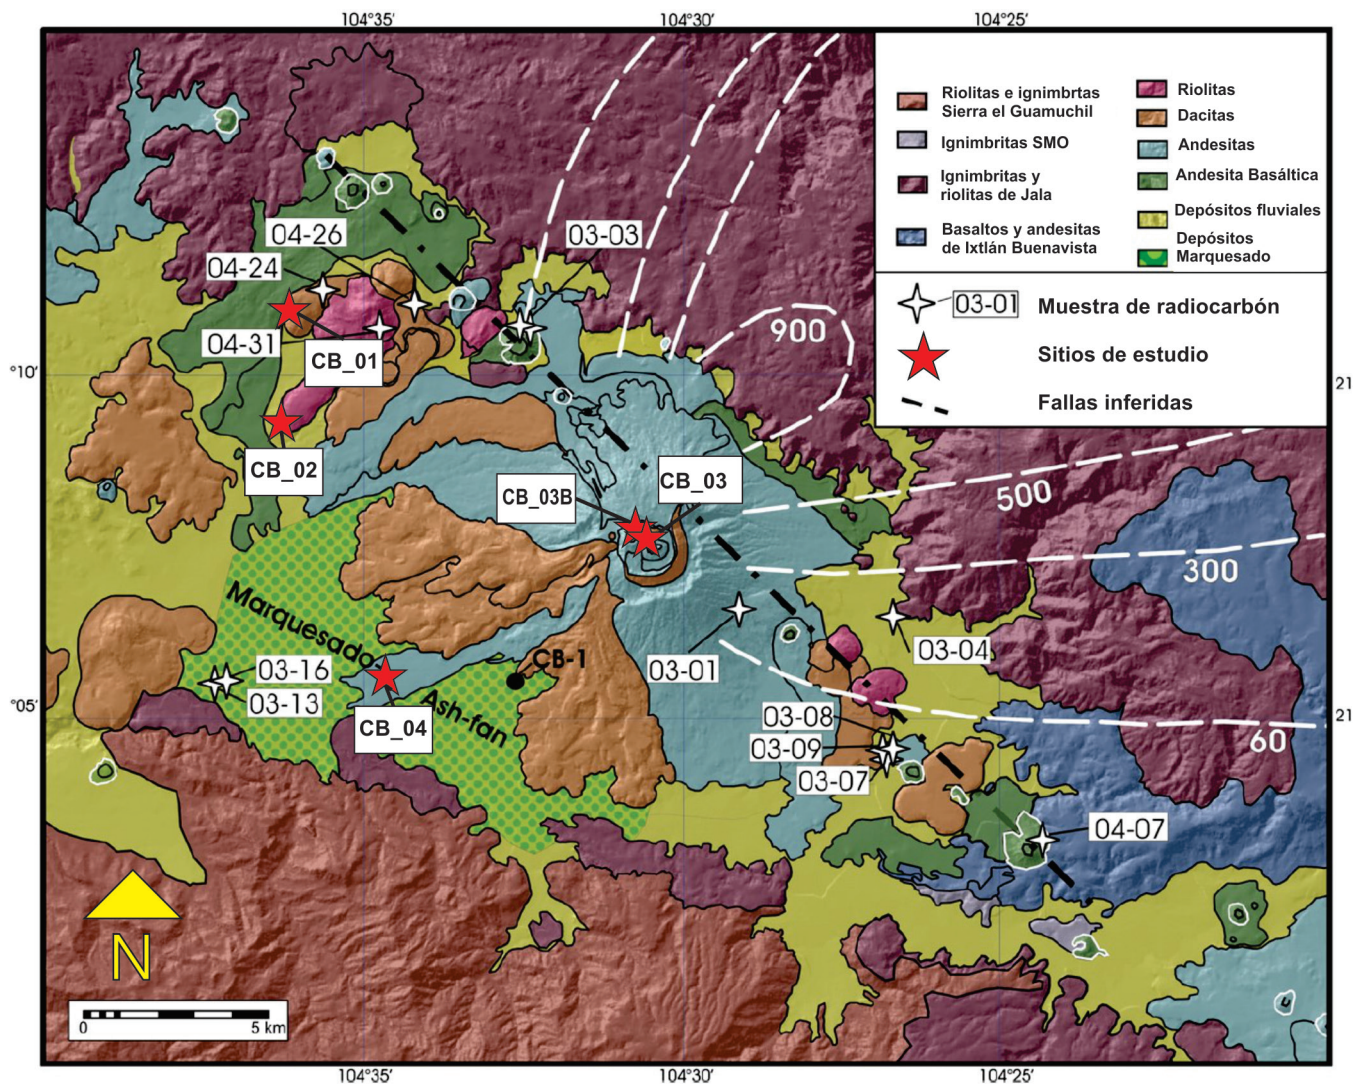 104°35'
104°30'
104°25'
Riolitas e ignimbrtas
Sierra el Guamuchil
Ignimbritas SMO
Ignimbritas y
riolitas de Jala
Basaltos y andesitas
de Ixtlán Buenavista
Riolitas
Dacitas
Andesitas
Andesita Basáltica
Depósitos fluviales
Depósitos
Marquesado
03-01
Muestra de radiocarbón
Sitios de estudio
Fallas inferidas
04-26
03-03
04-24
04-31
CB_01
900
°10'
21
CB_02
CB_03B
CB_03
500
300
Marquesado
Ash-fan
CB-1
03-16
03-13
03-01
03-04
°05'
21
CB_04
03-08
03-09
03-07
60
04-07
N
0
5 km
104°35'
104°30'
104°25'